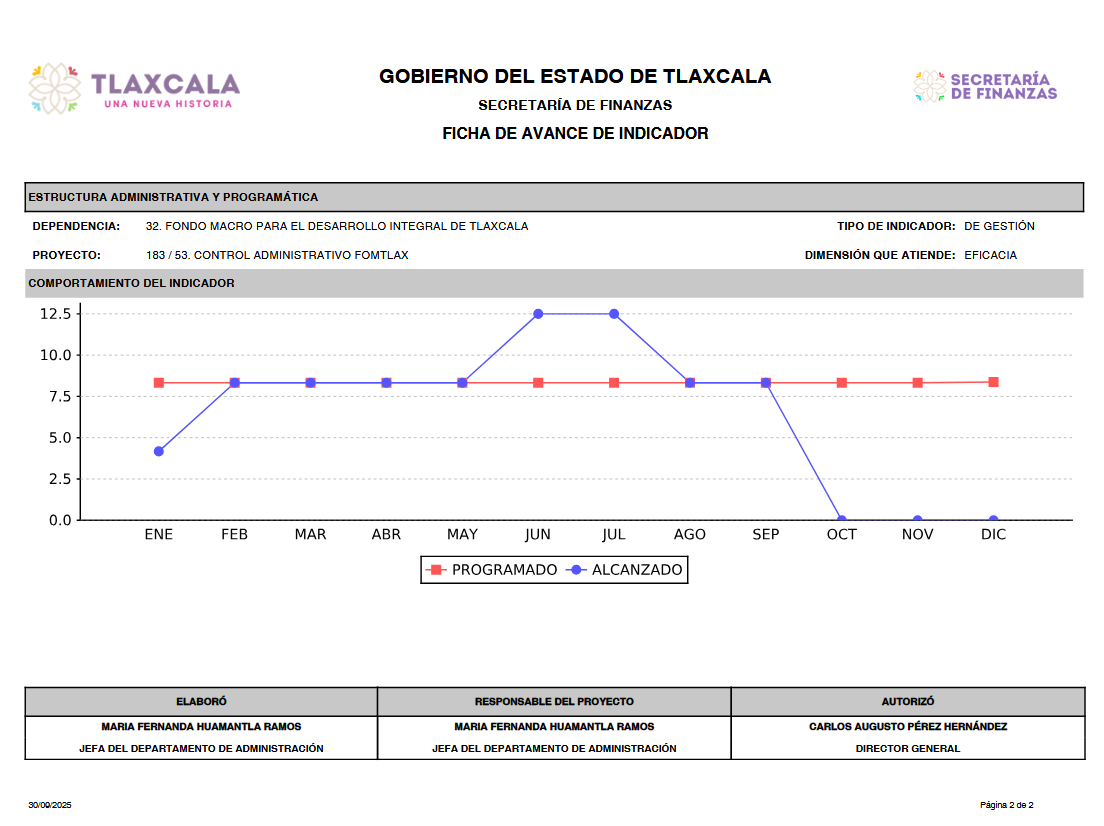 TLAXCALA
UNA NUEVA HISTORIA
GOBIERNO DEL ESTADO DE TLAXCALA
SECRETARÍA DE FINANZAS
FICHA DE AVANCE DE INDICADOR
SECRETARÍA
DE FINANZAS
ESTRUCTURA ADMINISTRATIVA Y PROGRAMÁTICA
DEPENDENCIA: 32. FONDO MACRO PARA EL DESARROLLO INTEGRAL DE TLAXCALA TIPO DE INDICADOR: DE GESTIÓN
PROYECTO: 183 / 53. CONTROL ADMINISTRATIVO FOMTLAX DIMENSIÓN QUE ATIENDE: EFICACIA
COMPORTAMIENTO DEL INDICADOR
12.5
10.0
7.5
5.0
2.5
0.0
ENE FEB MAR ABR MAY JUN JUL AGO SEP OCT NOV DIC
PROGRAMADO ALCANZADO
ELABORÓ RESPONSABLE DEL PROYECTO AUTORIZÓ
MARIA FERNANDA HUAMANTLA RAMOS MARIA FERNANDA HUAMANTLA RAMOS CARLOS AUGUSTO PÉREZ HERNÁNDEZ
JEFA DEL DEPARTAMENTO DE ADMINISTRACIÓN JEFA DEL DEPARTAMENTO DE ADMINISTRACIÓN DIRECTOR GENERAL
30/09/2025 Página 2 de 2